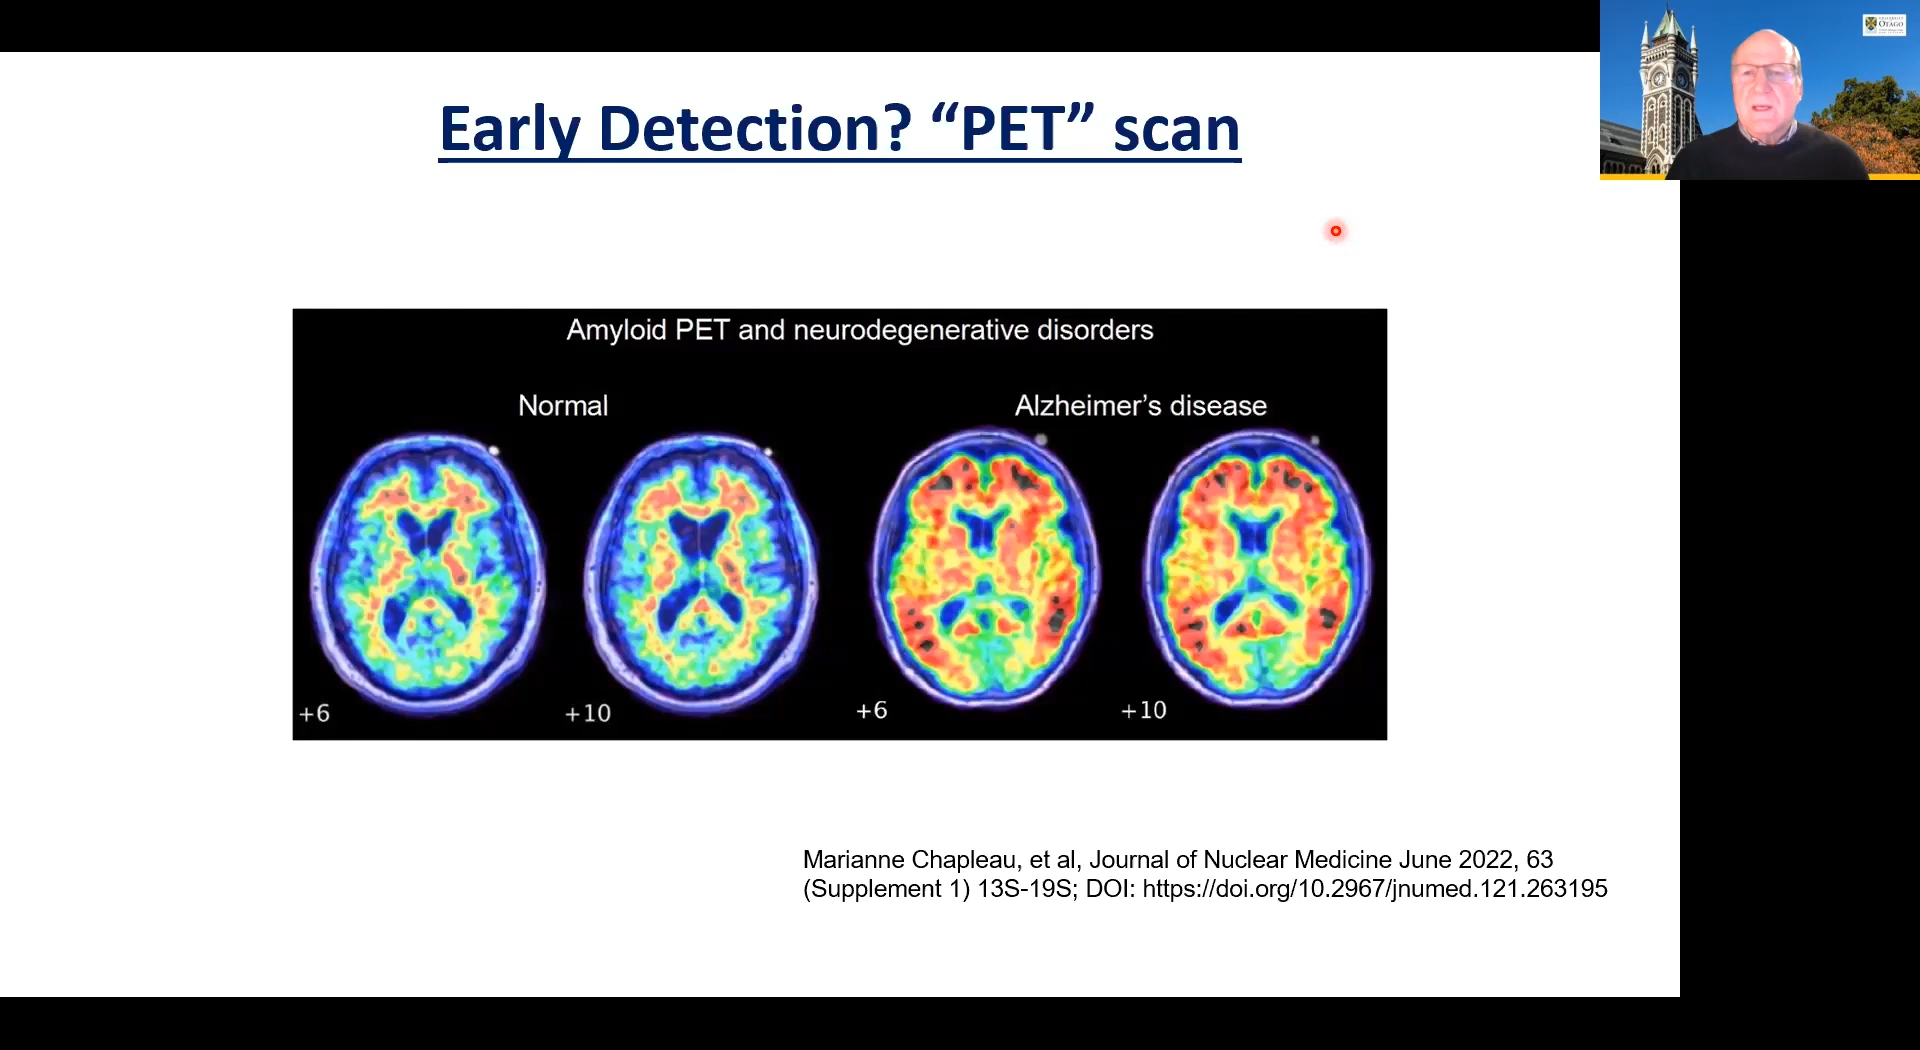 Early Detection? “PET” scan
OTAGO
Amyloid PET and neurodegenerative disorders
Normal
Alzheimer’s disease
+6
+10
+6
+10
Marianne Chapleau, et al, Journal of Nuclear Medicine June 2022, 63
(Supplement 1) 13S-19S; DOI: https://doi.org/10.2967/jnumed.121.263195